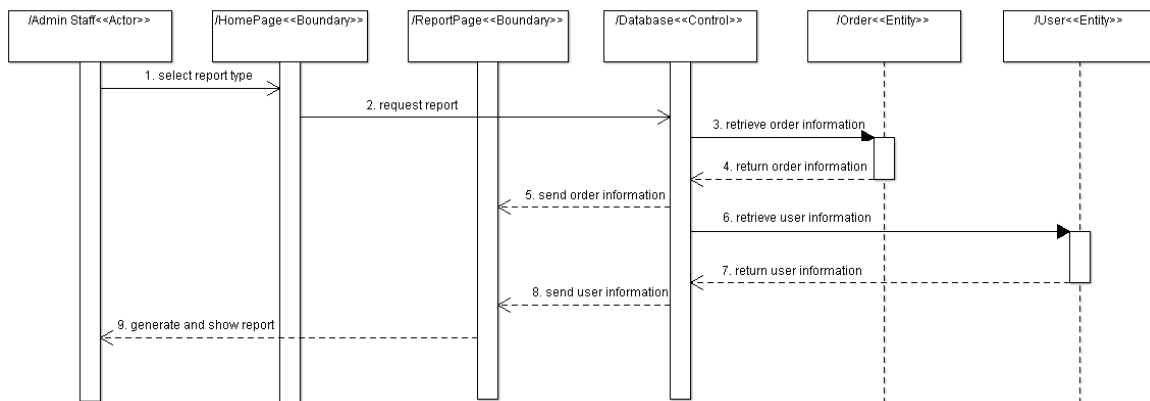 /Admin Staff<<Actor>>
/HomePage<<Boundary>>
/ReportPage<<Boundary>>
/Database<<Control>>
/Order<<Entity>>
/User<<Entity>>
1. select report type
2. request report
3. retrieve order information
4. return order information
5. send order information
6. retrieve user information
7. return user information
8. send user information
9. generate and show report